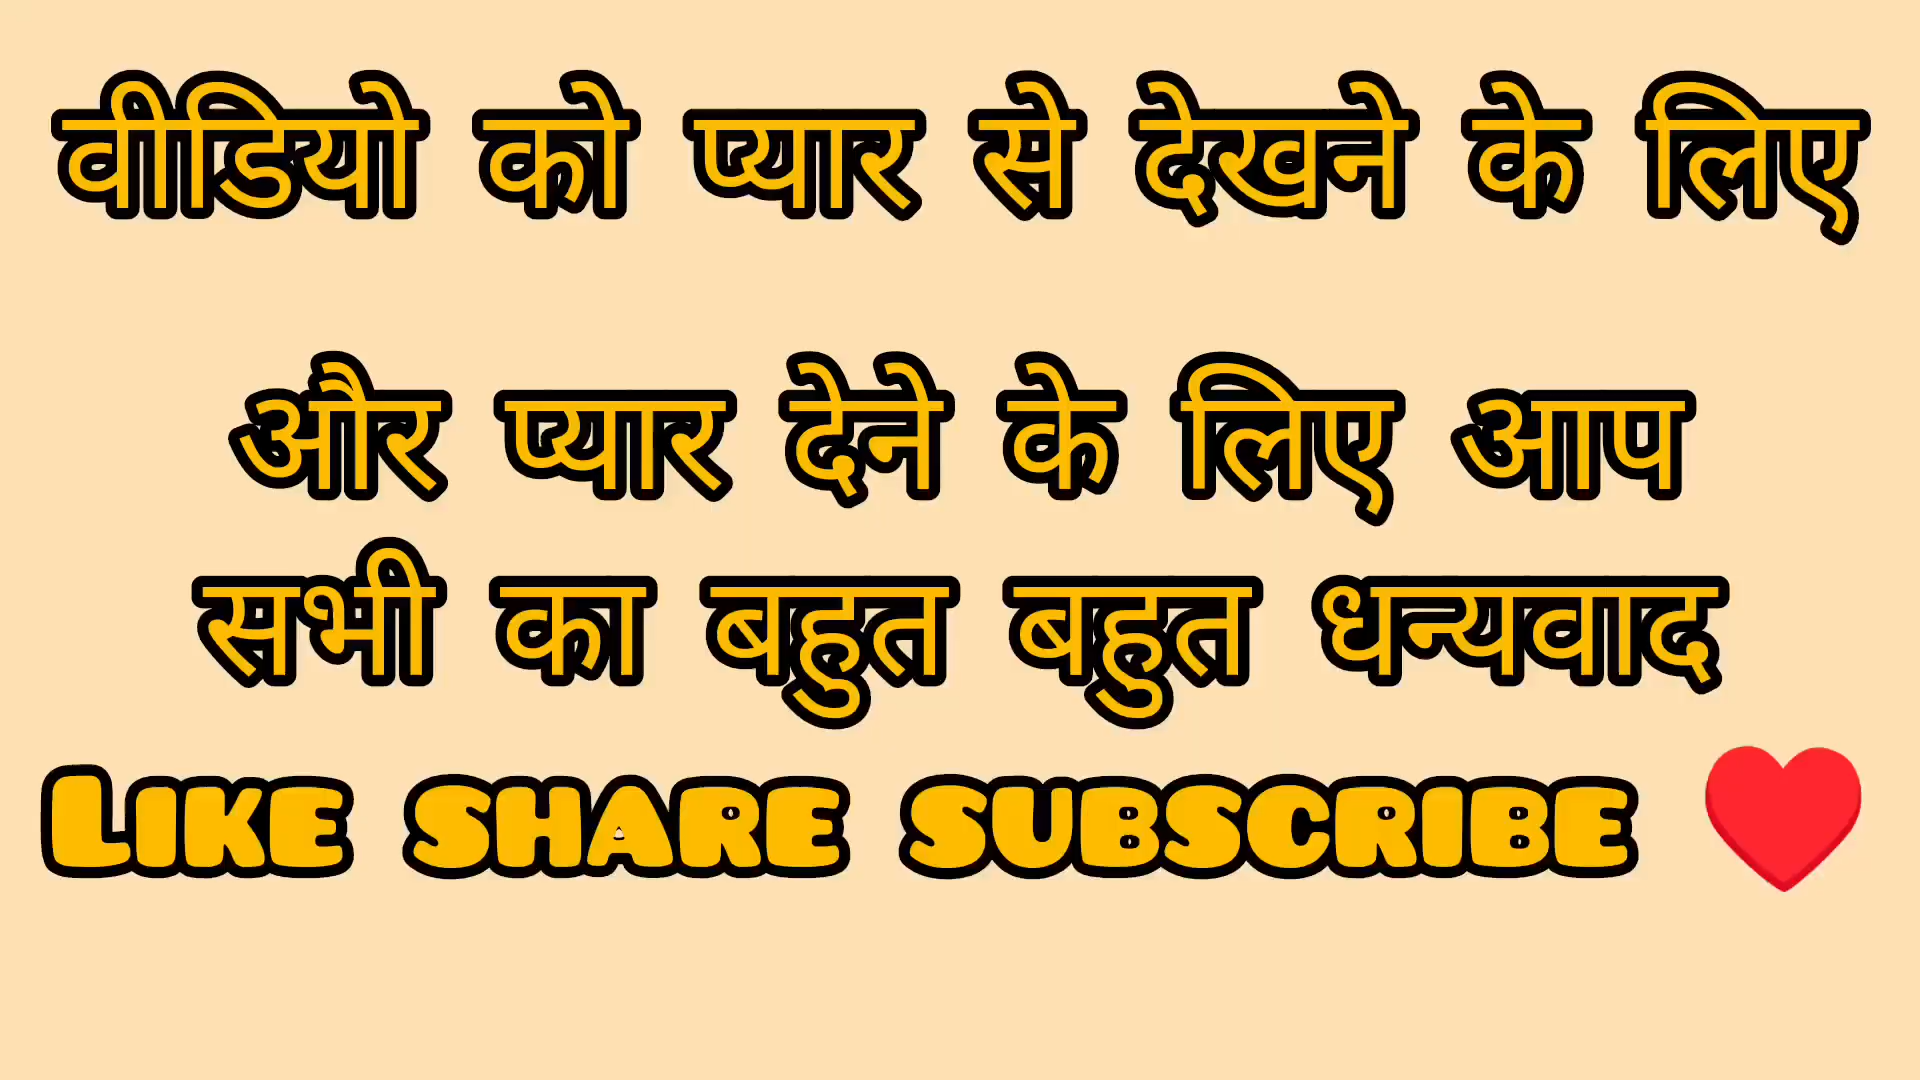 वीडियो को प्यार से देखने के लिए
और प्यार देने के लिए आप
सभी का बहुत बहुत धन्यवाद
LIKE SHARE SUBSCRIBE ♥